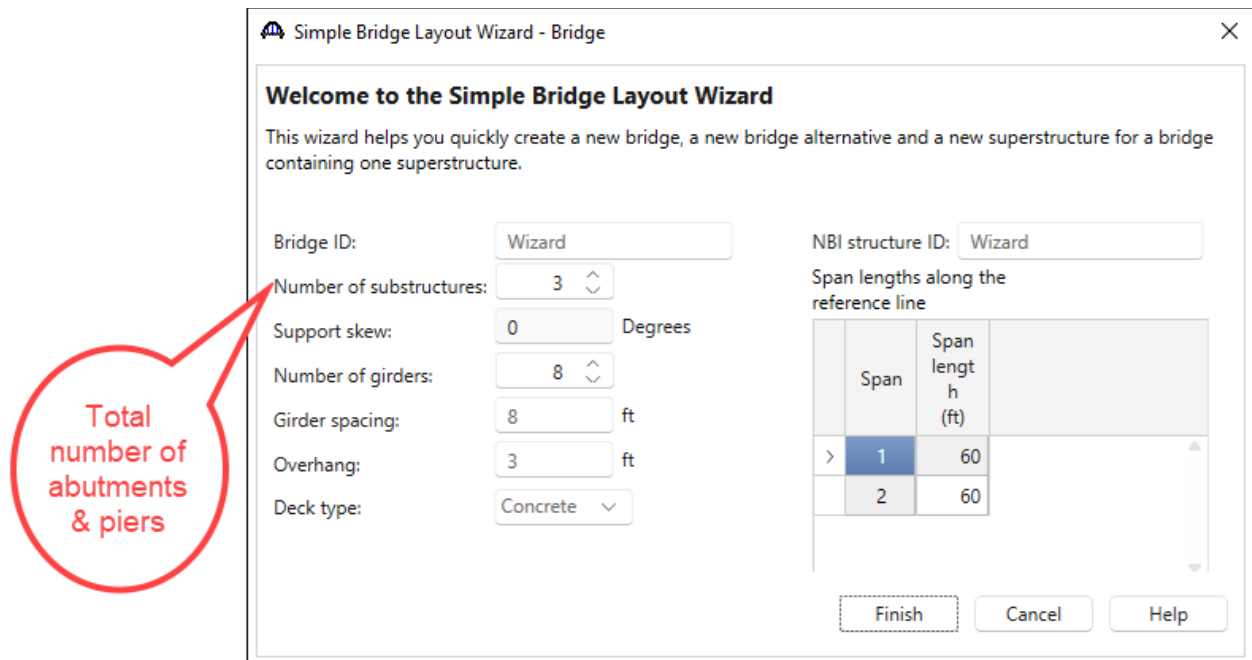 Simple Bridge Layout Wizard - Bridge
Welcome to the Simple Bridge Layout Wizard
This wizard helps you quickly create a new bridge, a new bridge alternative and a new superstructure for a bridge
containing one superstructure.
Bridge ID: Wizard
NBI structure ID: Wizard
Number of substructures: 3
Span lengths along the
reference line
Support skew: 0 Degrees
Number of girders: 8
Girder spacing: 8 ft
Overhang: 3 ft
Deck type: Concrete
Span
Span
lengt
h
(ft)
1 60
2 60
Total
number of
abutments
& piers
Finish Cancel Help